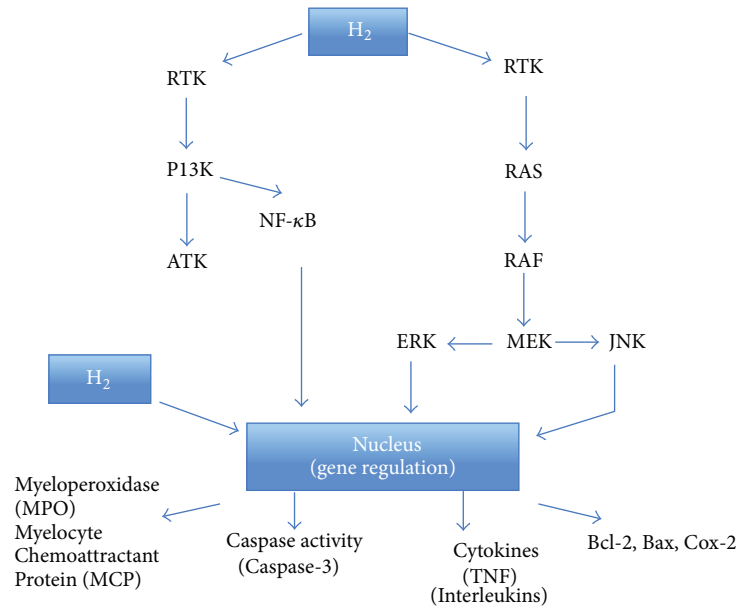 H₂
RTK
RTK
P13K
RAS
NF-κB
ATK
RAF
ERK
MEK
JNK
H₂
Nucleus
(gene regulation)
Myeloperoxidase
(MPO)
Myelocyte
Chemoattractant
Protein (MCP)
Caspase activity
(Caspase-3)
Cytokines
(TNF)
(Interleukins)
Bcl-2, Bax, Cox-2